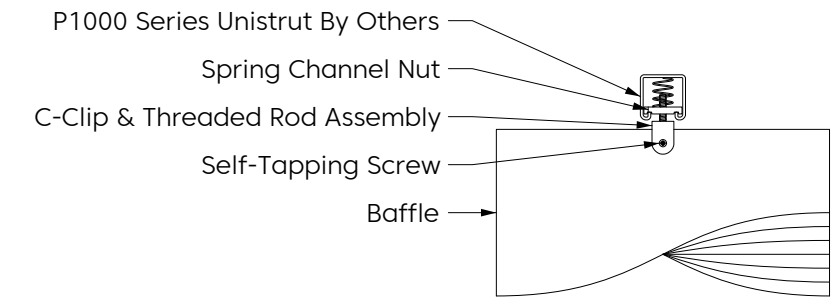 P1000 Series Unistrut By Others
Spring Channel Nut
C-Clip & Threaded Rod Assembly
Self-Tapping Screw
Baffle